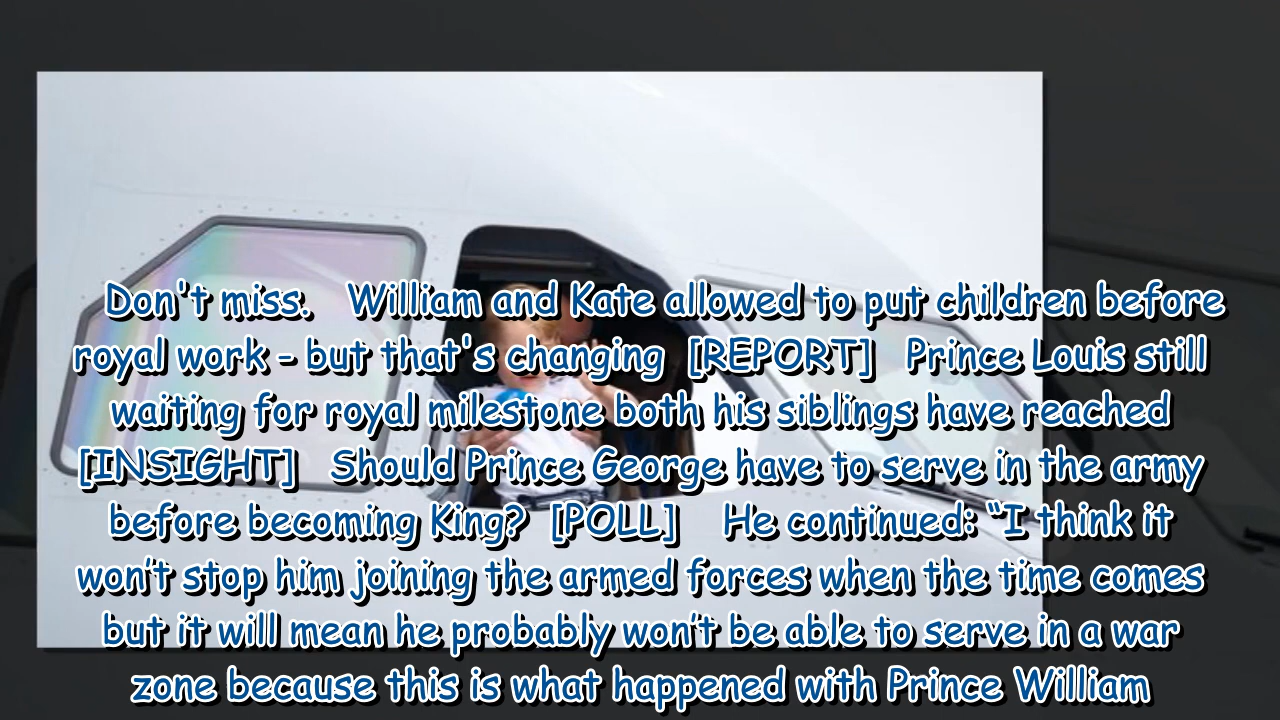 Don't miss.   William and Kate allowed to put children before
royal work - but that's changing  [REPORT]   Prince Louis still
waiting for royal milestone both his siblings have reached
[INSIGHT]   Should Prince George have to serve in the army
before becoming King?  [POLL]    He continued: “I think it
won’t stop him joining the armed forces when the time comes
but it will mean he probably won’t be able to serve in a war
zone because this is what happened with Prince William